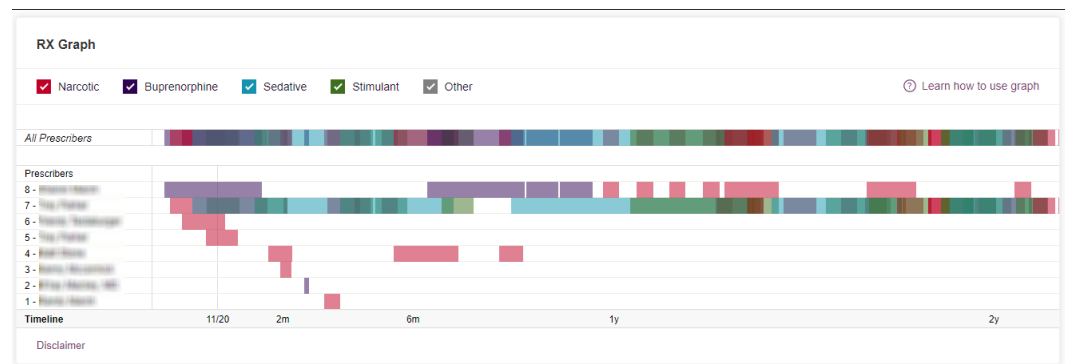 RX Graph
Narcotic Buprenorphine Sedative Stimulant Other Learn how to use graph
All Prescribers
Prescribers
8 -
7 -
6 -
5 -
4 -
3 -
2 -
1 -
Timeline 11/20 2m 6m 1y 2y
Disclaimer